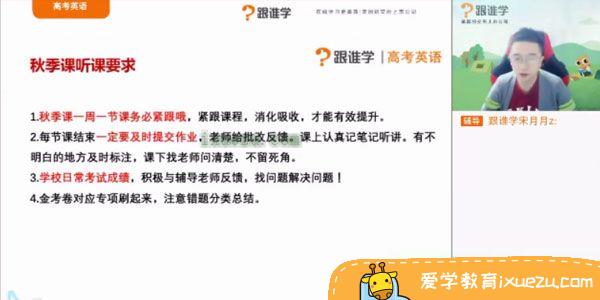 高考英语
跟谁学
跟谁学
跟谁学 | 高考英语
秋季课听课要求
1.秋季课一周一节课务必紧跟哦，紧跟课程，消化吸收，才能有效提升。
2.每节课结束一定要及时提交作业，老师给批改反馈。课上认真记笔记听讲。有不
明白的地方及时标注，课下找老师问清楚，不留死角。
3.学校日常考试成绩，积极与辅导老师反馈，找问题解决问题！
4.金考卷对应专项刷起来，注意错题分类总结。
辅导 跟谁学宋月月z:
爱学教育ixuezu.com